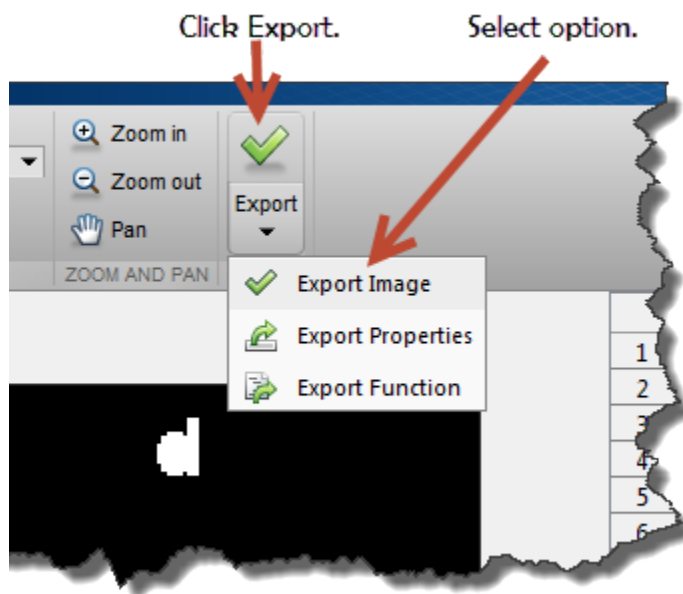 Click Export.
Select option.
Zoom in
Zoom out
Pan
ZOOM AND PAN
Export
Export Image
Export Properties
Export Function
1
2
3
4
5
6
d